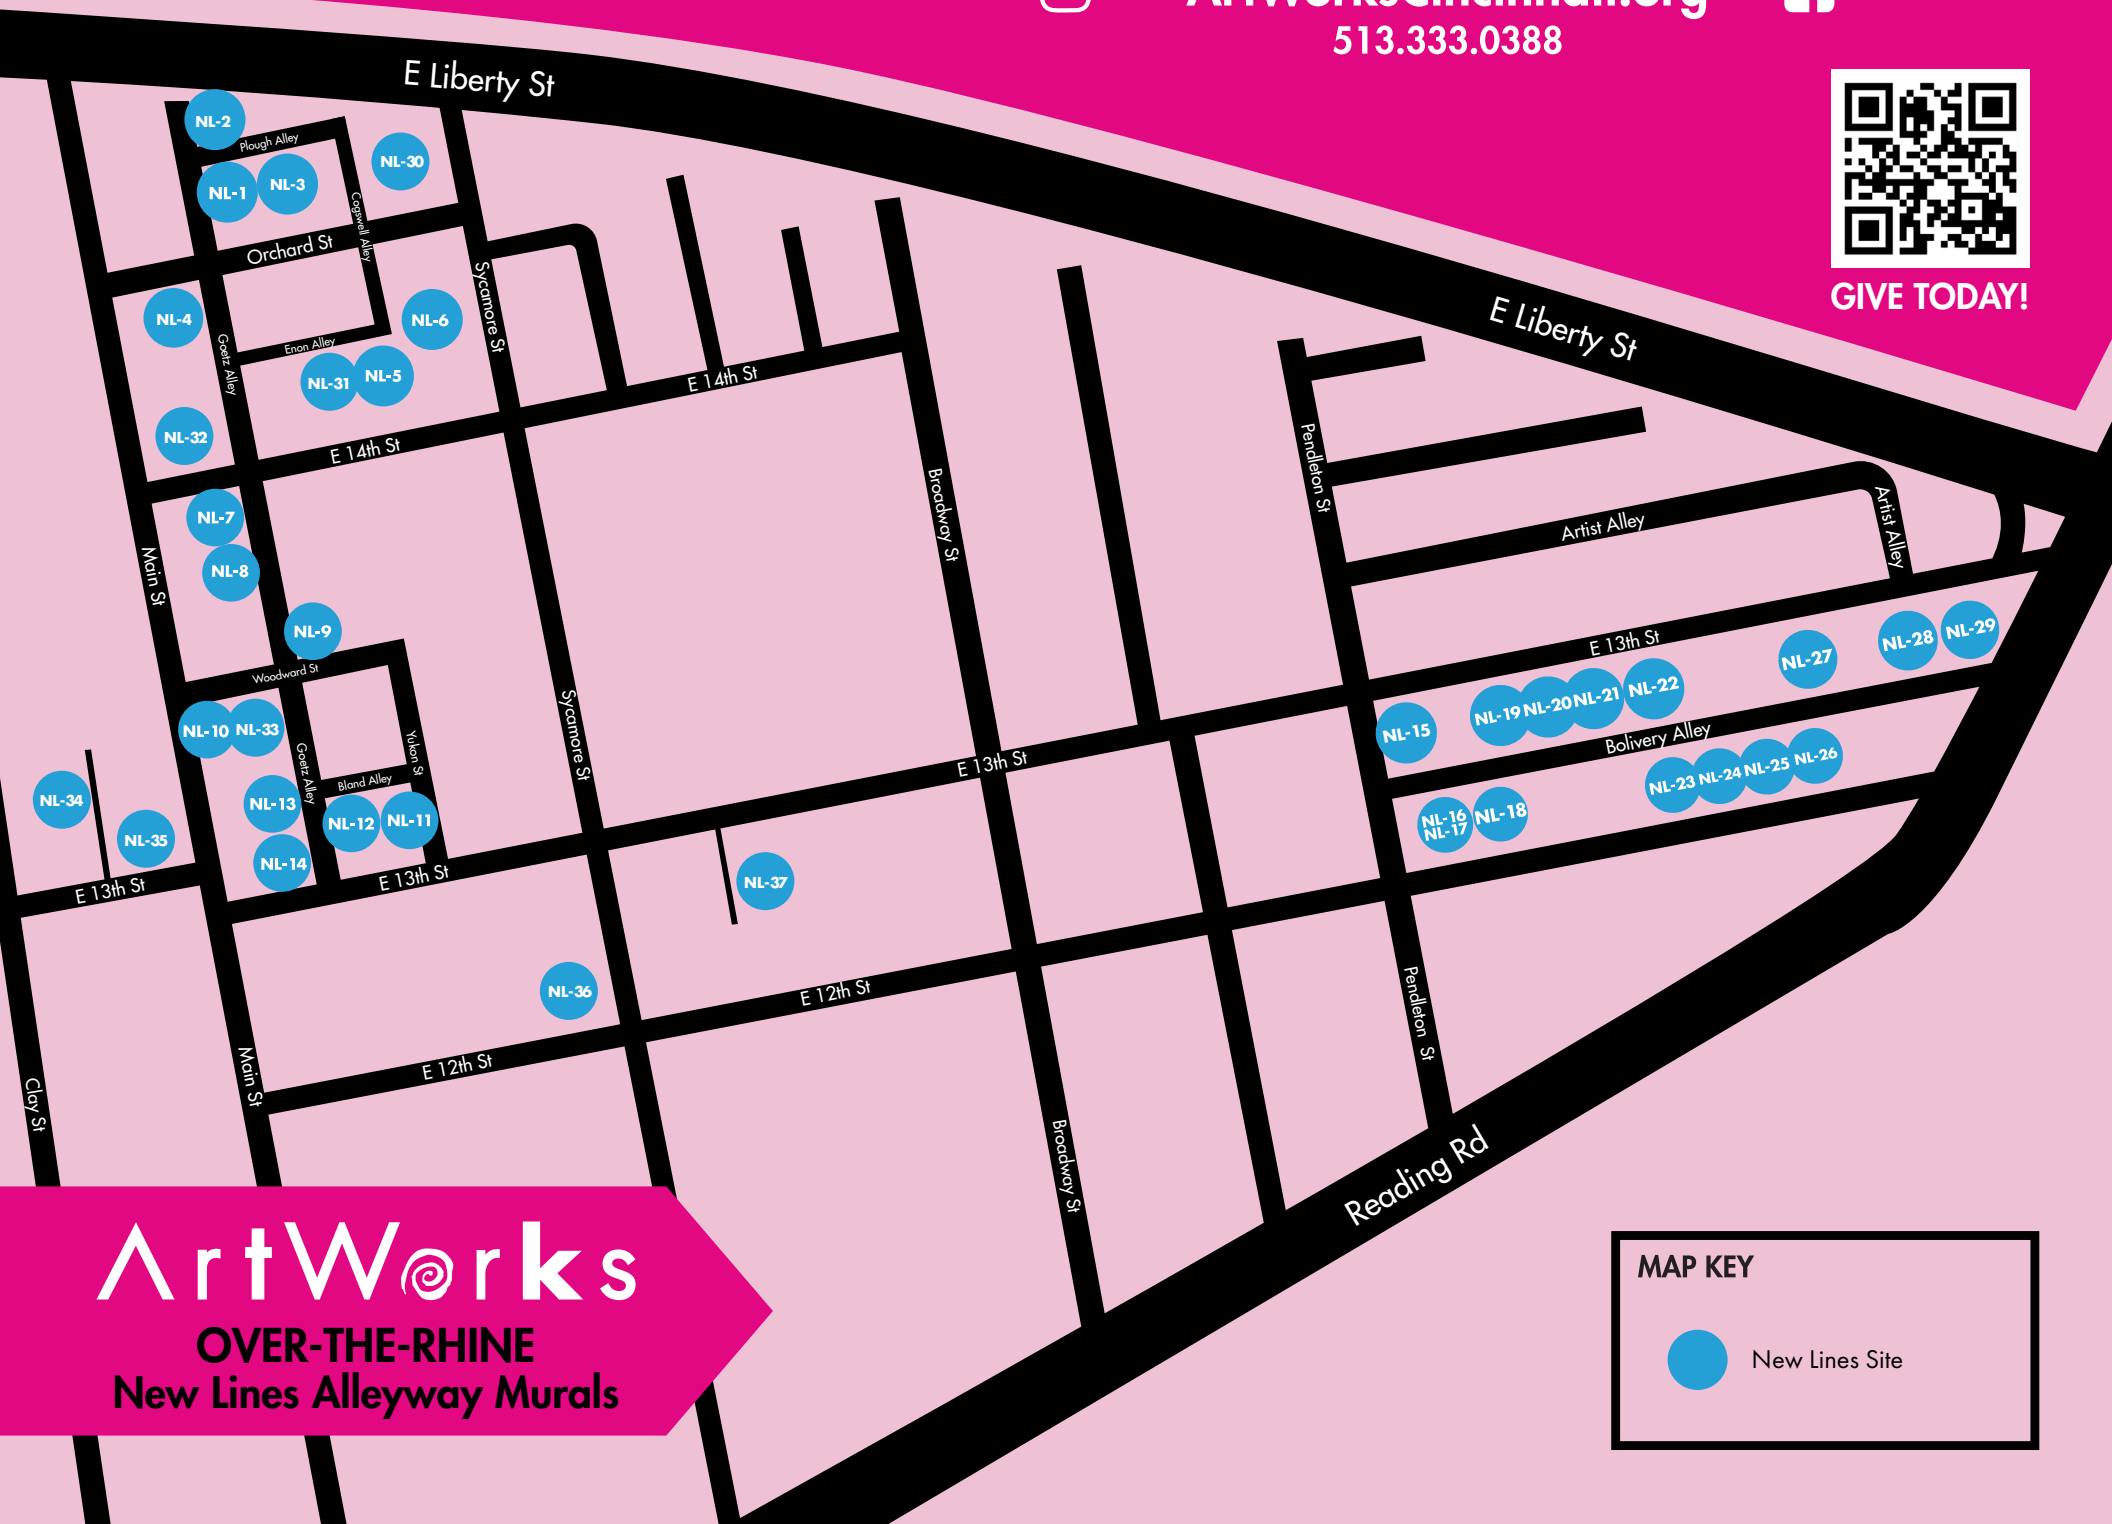 513.333.0388
GIVE TODAY!
E Liberty St
E Liberty St
NL-2
Plough Alley
NL-1
NL-3
NL-30
Cogswell Alley
Orchard St
Sycamore St
NL-4
NL-6
Goetz Alley
Enon Alley
NL-31
NL-5
E 14th St
NL-32
E 14th St
Broadway St
Pendleton St
Artist Alley
Artist Alley
NL-7
Main St
NL-8
NL-9
Woodward St
E 13th St
NL-27
NL-28
NL-29
NL-10
NL-33
Goetz Alley
Yukon St
Sycamore St
NL-15
NL-19
NL-20
NL-21
NL-22
Bolivery Alley
E 13th St
Bland Alley
NL-34
NL-35
NL-13
NL-12
NL-11
NL-14
NL-16
NL-17
NL-18
NL-23
NL-24
NL-25
NL-26
E 13th St
E 13th St
NL-37
NL-36
E 12th St
Pendleton St
E 12th St
Clay St
Main St
Broadway St
Reading Rd
ArtWorks
OVER-THE-RHINE
New Lines Alleyway Murals
MAP KEY
New Lines Site